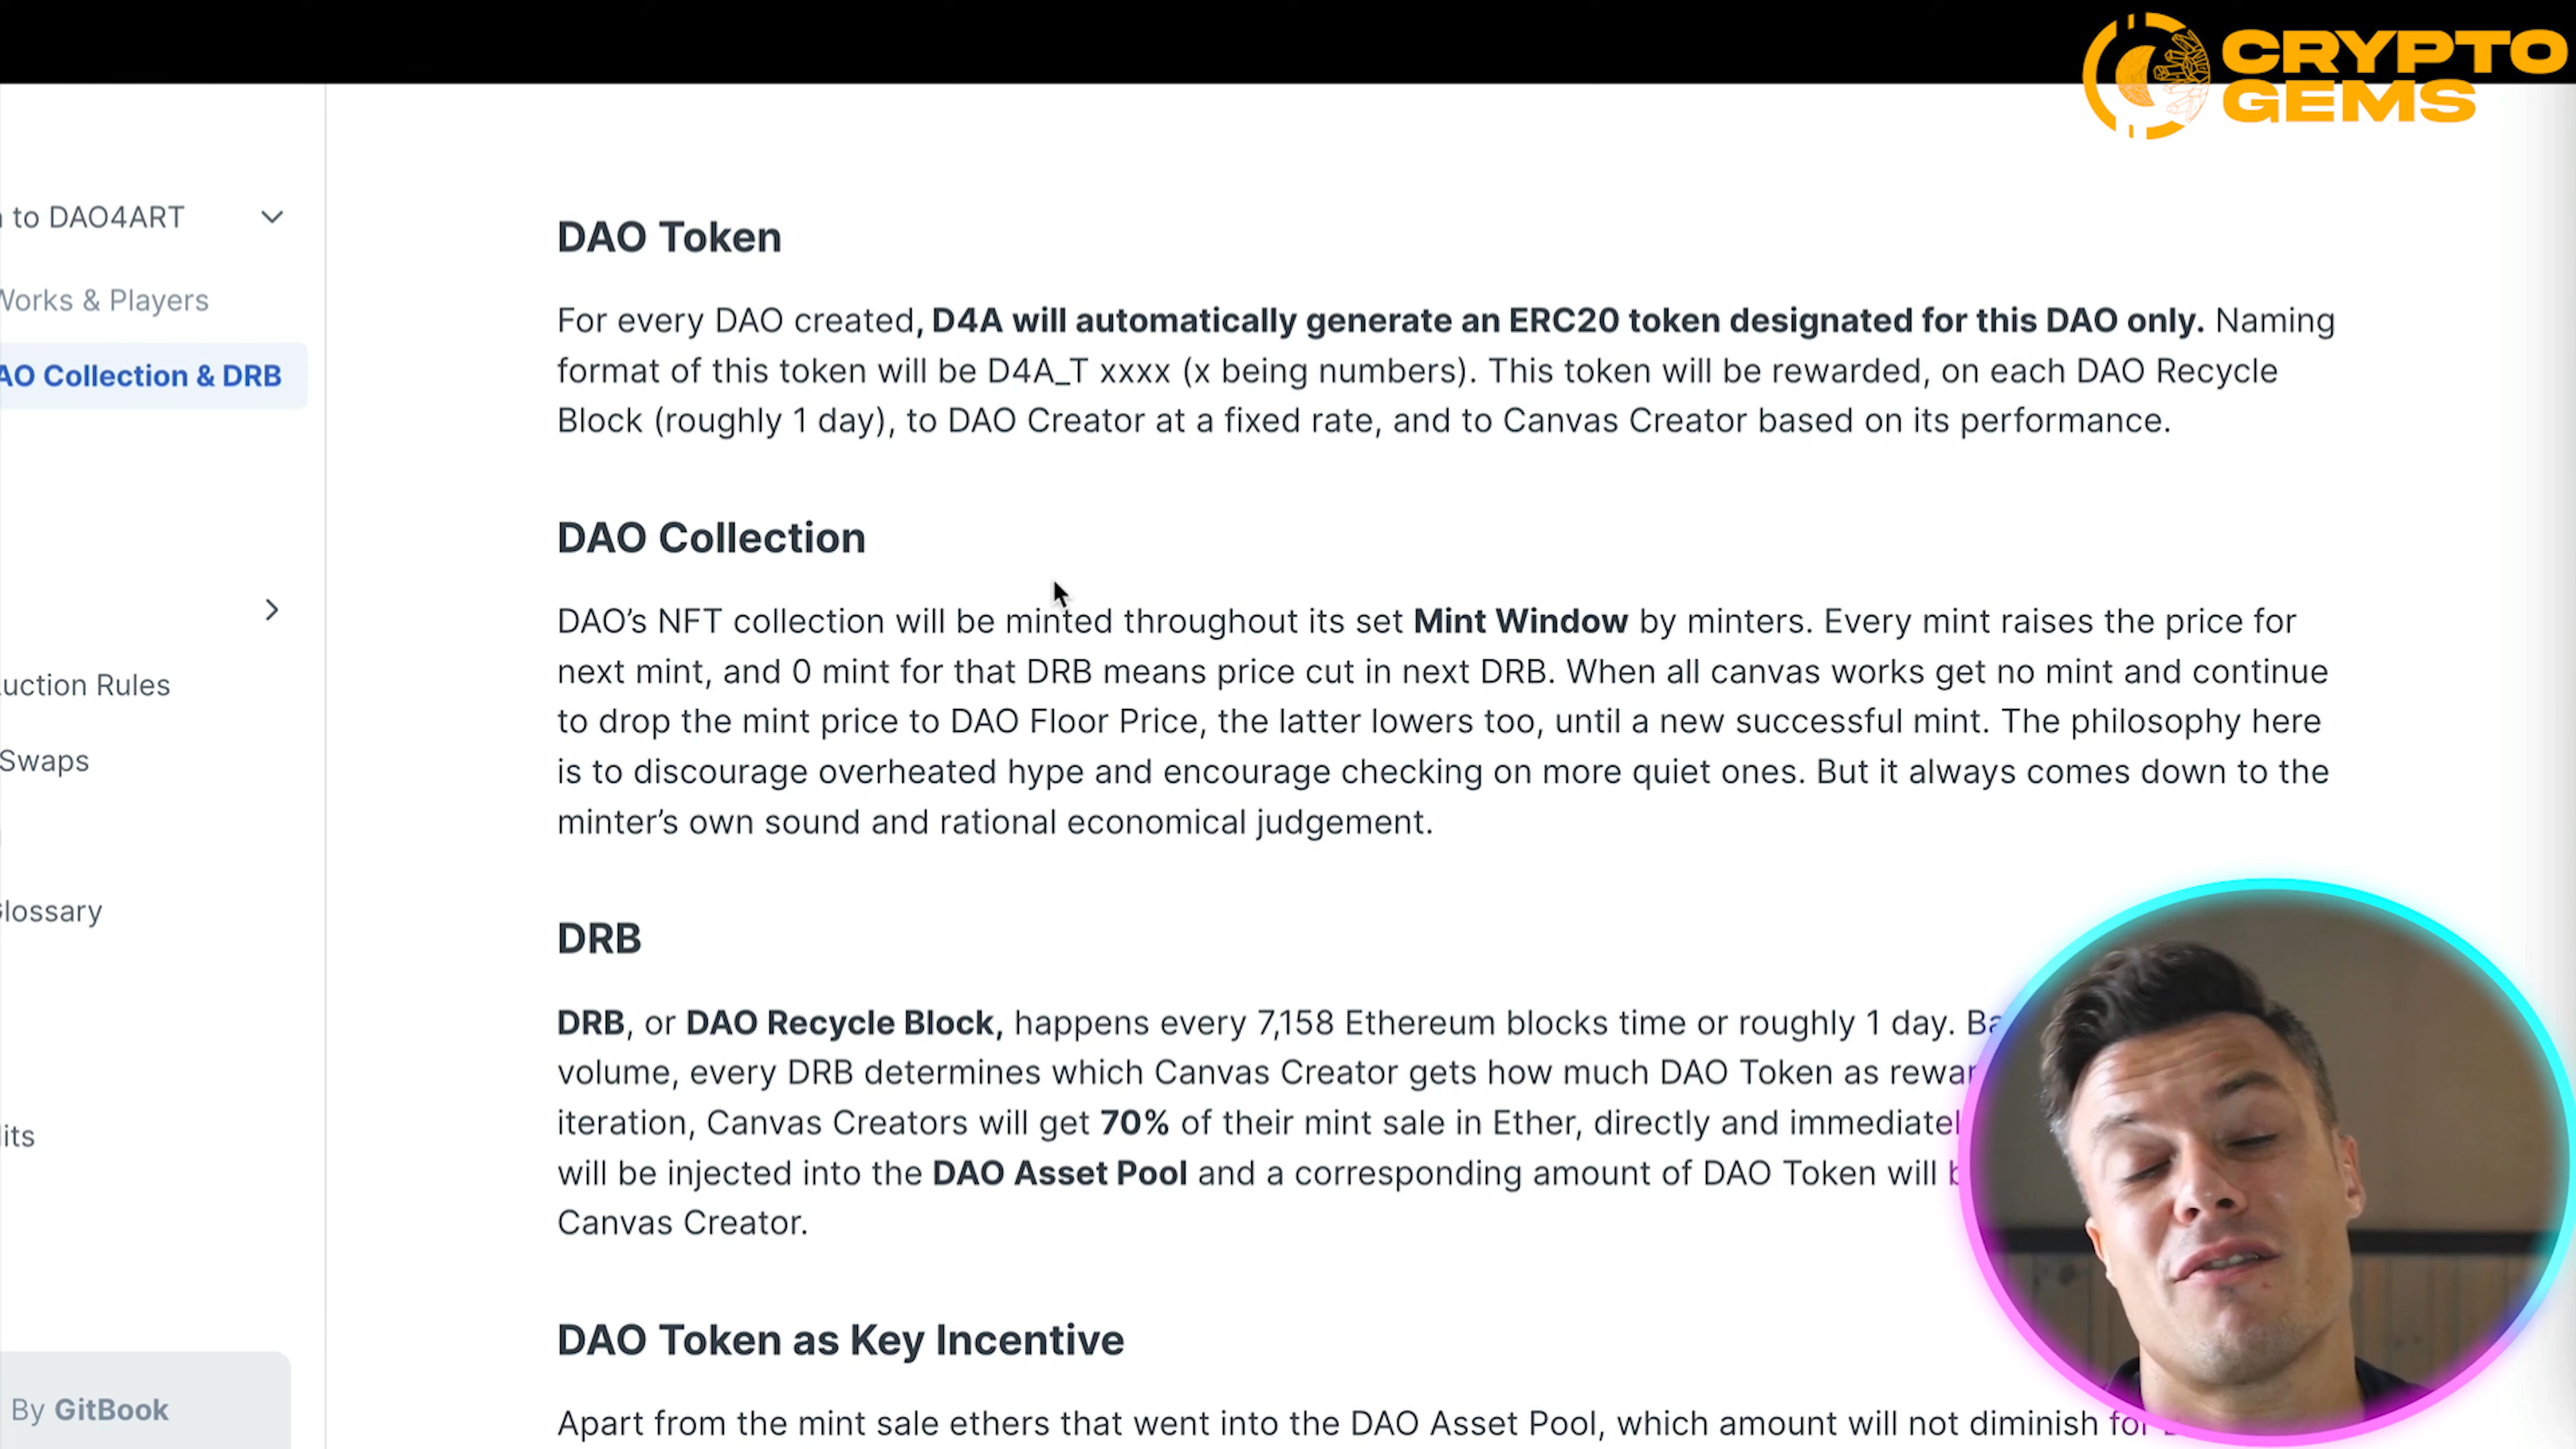 CRYPTO
GEMS
to DAO4ART
Works & Players
DAO Collection & DRB
Rules
Swaps
Glossary
By GitBook
DAO Token
For every DAO created, D4A will automatically generate an ERC20 token designated for this DAO only. Naming
format of this token will be D4A_T xxxx (x being numbers). This token will be rewarded, on each DAO Recycle
Block (roughly 1 day), to DAO Creator at a fixed rate, and to Canvas Creator based on its performance.
DAO Collection
DAO’s NFT collection will be minted throughout its set Mint Window by minters. Every mint raises the price for
next mint, and 0 mint for that DRB means price cut in next DRB. When all canvas works get no mint and continue
to drop the mint price to DAO Floor Price, the latter lowers too, until a new successful mint. The philosophy here
is to discourage overheated hype and encourage checking on more quiet ones. But it always comes down to the
minter’s own sound and rational economical judgement.
DRB
DRB, or DAO Recycle Block, happens every 7,158 Ethereum blocks time or roughly 1 day.
volume, every DRB determines which Canvas Creator gets how much DAO Token as
iteration, Canvas Creators will get 70% of their mint sale in Ether, directly and
will be injected into the DAO Asset Pool and a corresponding amount of DAO Token will
Canvas Creator.
DAO Token as Key Incentive
Apart from the mint sale ethers that went into the DAO Asset Pool, which amount will not diminish